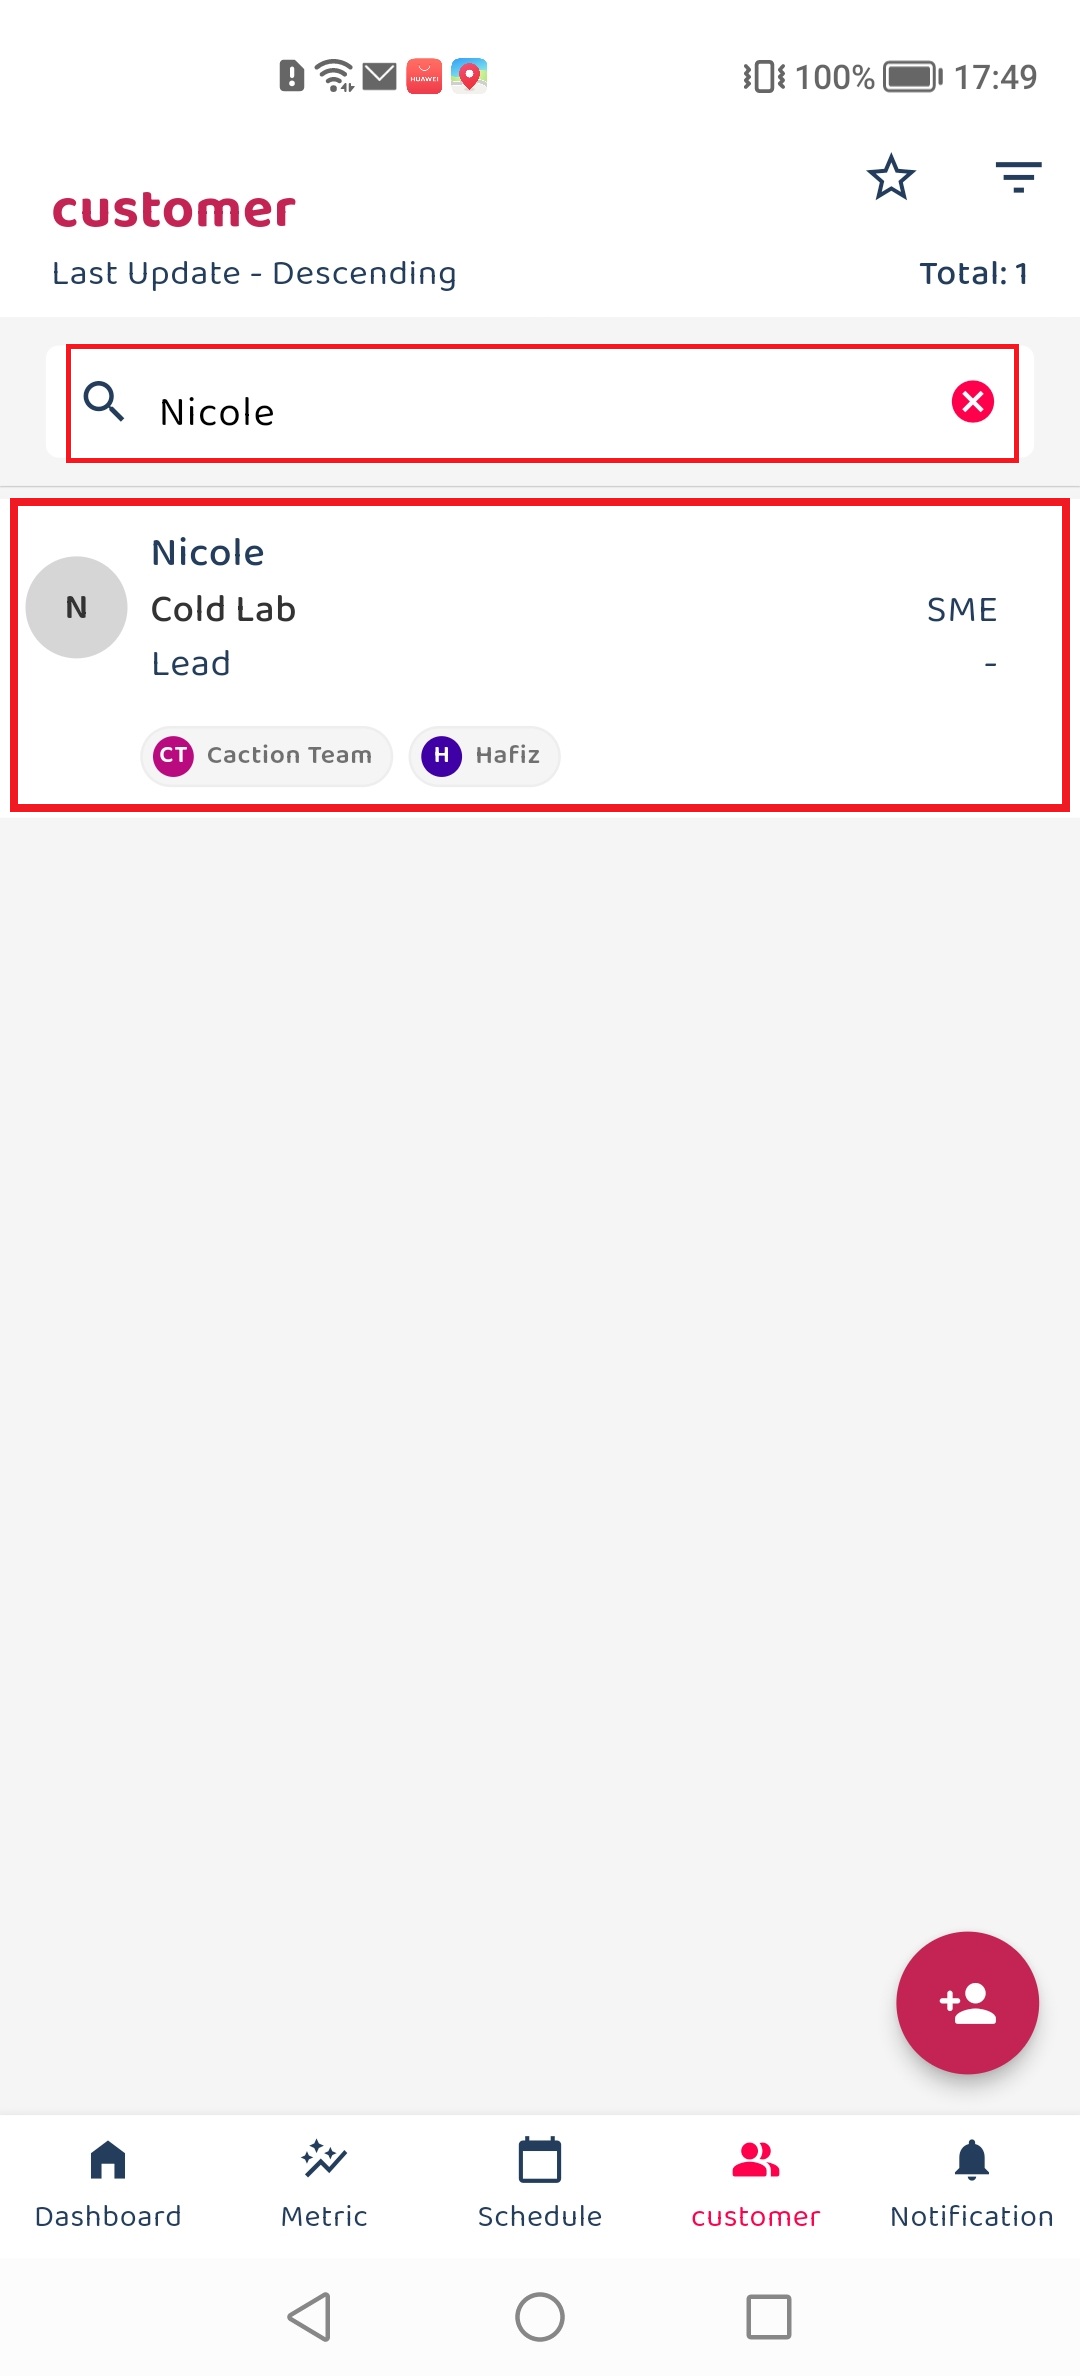 100% 17:49
HUAWEI
customer
Last Update - Descending
Total: 1
Nicole
Nicole
N
Cold Lab
SME
Lead
-
CT Caction Team
H Hafiz
Dashboard
Metric
Schedule
customer
Notification